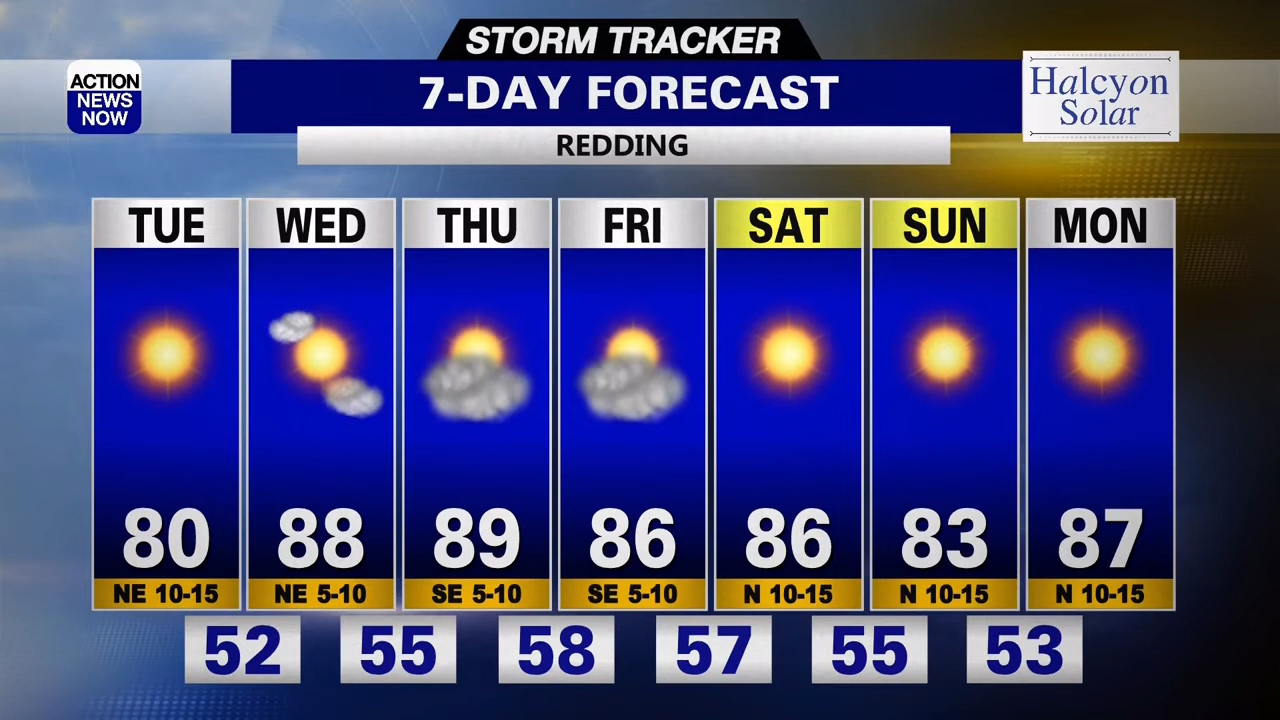 STORM TRACKER
7-DAY FORECAST
REDDING
ACTION
NEWS
NOW
Halcyon
Solar
TUE WED THU FRI SAT SUN MON
80 88 89 86 86 83 87
NE 10-15 NE 5-10 SE 5-10 SE 5-10 N 10-15 N 10-15 N 10-15
52 55 58 57 55 53